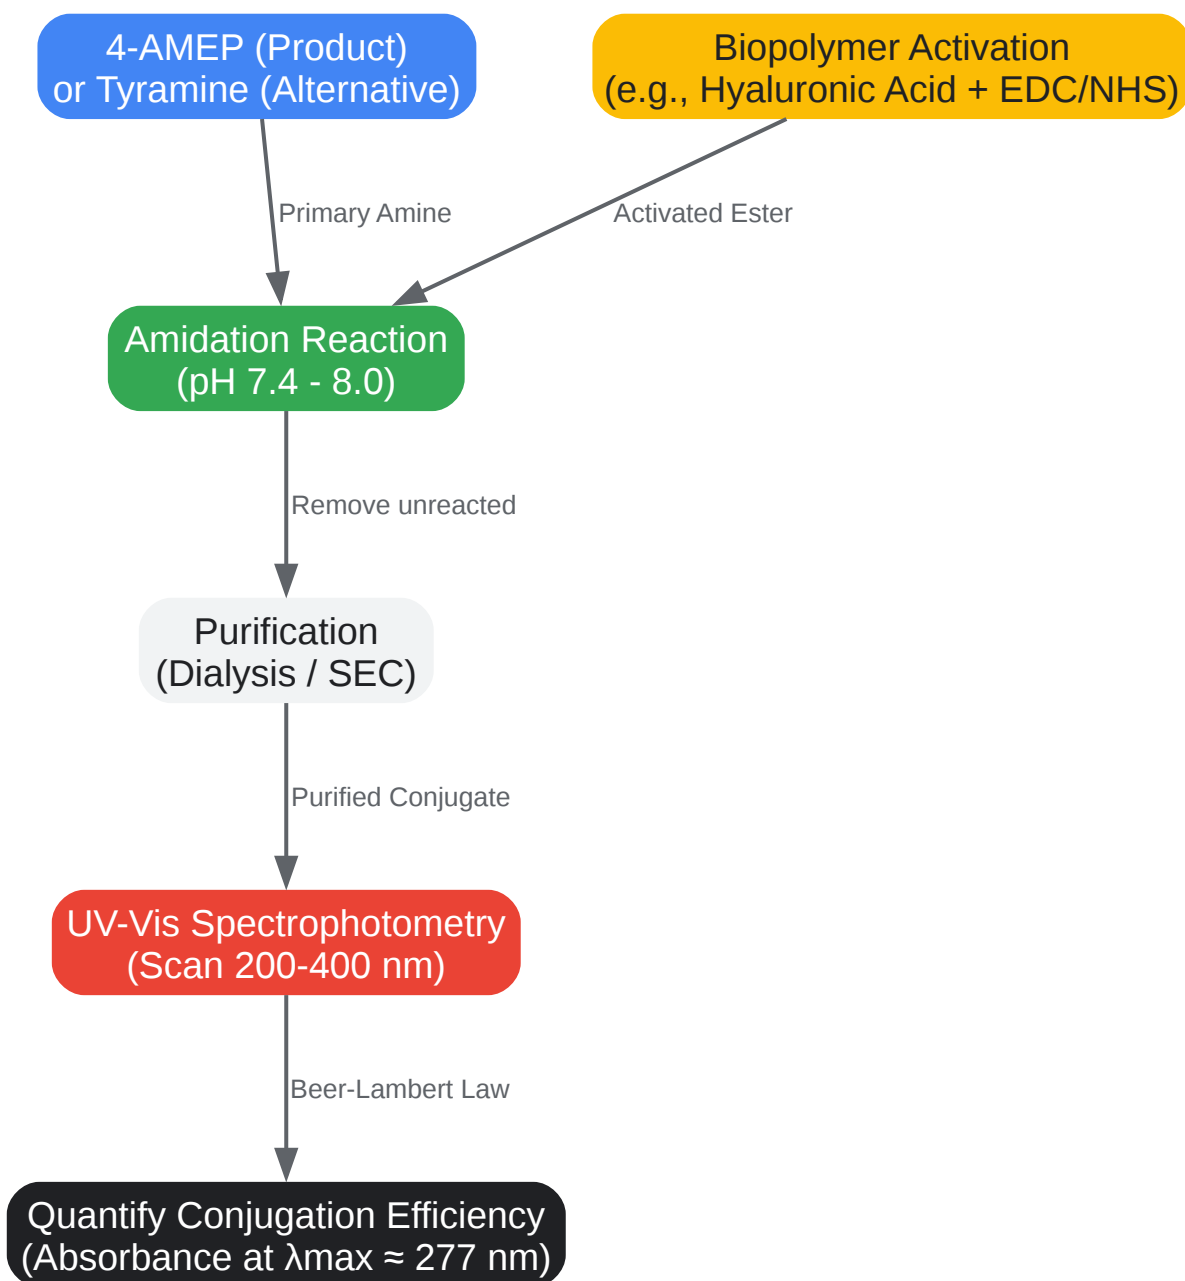 4-AMEP (Product)
or Tyramine (Alternative)
Biopolymer Activation
(e.g., Hyaluronic Acid + EDC/NHS)
Primary Amine
Activated Ester
Amidation Reaction
(pH 7.4 - 8.0)
Remove unreacted
Purification
(Dialysis / SEC)
Purified Conjugate
UV-Vis Spectrophotometry
(Scan 200-400 nm)
Beer-Lambert Law
Quantify Conjugation Efficiency
(Absorbance at λmax ≈ 277 nm)